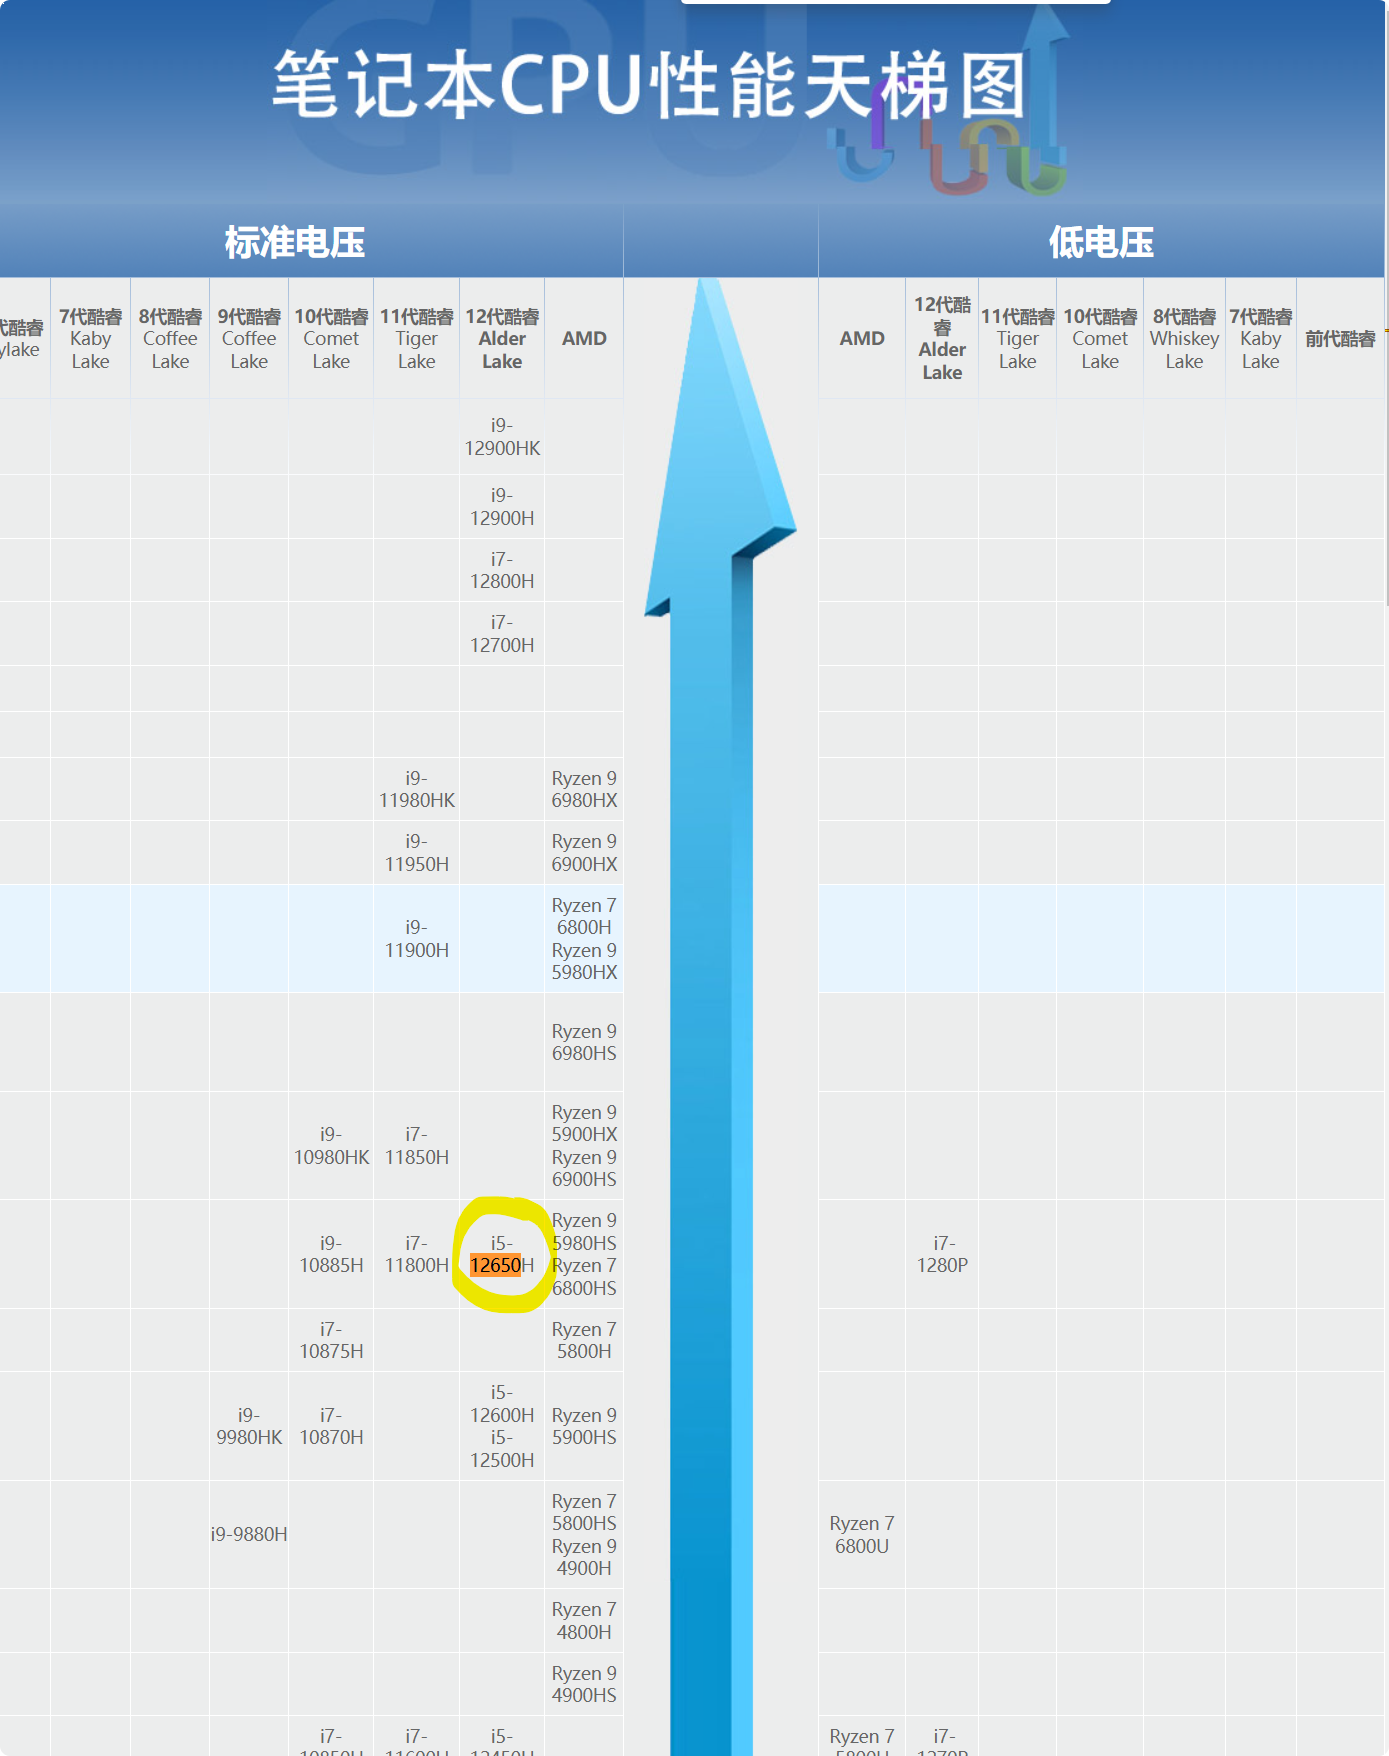 笔记本CPU性能天梯图
标准电压
低电压
代酷睿
ylake
7代酷睿
Kaby
Lake
8代酷睿
Coffee
Lake
9代酷睿
Coffee
Lake
10代酷睿
Comet
Lake
11代酷睿
Tiger
Lake
12代酷睿
Alder
Lake
AMD
AMD
12代酷
睿
Alder
Lake
11代酷睿
Tiger
Lake
10代酷睿
Comet
Lake
8代酷睿
Whiskey
Lake
7代酷睿
Kaby
Lake
前代酷睿
i9-
12900HK
i9-
12900H
i7-
12800H
i7-
12700H
i9-
11980HK
Ryzen 9
6980HX
i9-
11950H
Ryzen 9
6900HX
i9-
11900H
Ryzen 7
6800H
Ryzen 9
5980HX
Ryzen 9
6980HS
i9-
10980HK
i7-
11850H
Ryzen 9
5900HX
Ryzen 9
6900HS
i9-
10885H
i7-
11800H
i5-
12650H
Ryzen 9
5980HS
Ryzen 7
6800HS
i7-
1280P
i7-
10875H
Ryzen 7
5800H
i9-
9980HK
i7-
10870H
i5-
12600H
i5-
12500H
Ryzen 9
5900HS
i9-9880H
Ryzen 7
5800HS
Ryzen 9
4900H
Ryzen 7
6800U
Ryzen 7
4800H
Ryzen 9
4900HS
i7-
10850H
i7-
11600H
i5-
12450H
Ryzen 7
5800U
i7-
1270P